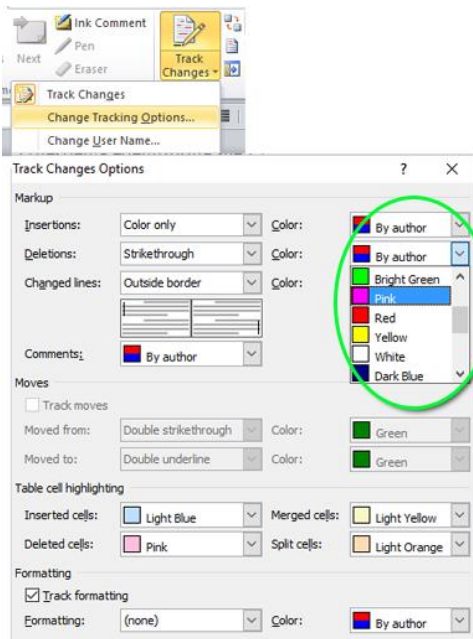 Ink Comment
Next Pen
Eraser
Track Changes
Track Changes
Change Tracking Options...
Change User Name...
Track Changes Options ? ×
Markup
Insertions: Color only Color: By author
Deletions: Strikethrough Color: By author
Changed lines: Outside border Color: Bright Green
Pink
Red
Yellow
White
Comments: By author Dark Blue
Moves
Track moves
Moved from: Double strikethrough Color: Green
Moved to: Double underline Color: Green
Table cell highlighting
Inserted cells: Light Blue Merged cells: Light Yellow
Deleted cells: Pink Split cells: Light Orange
Formatting
Track formatting
Formatting: (none) Color: By author